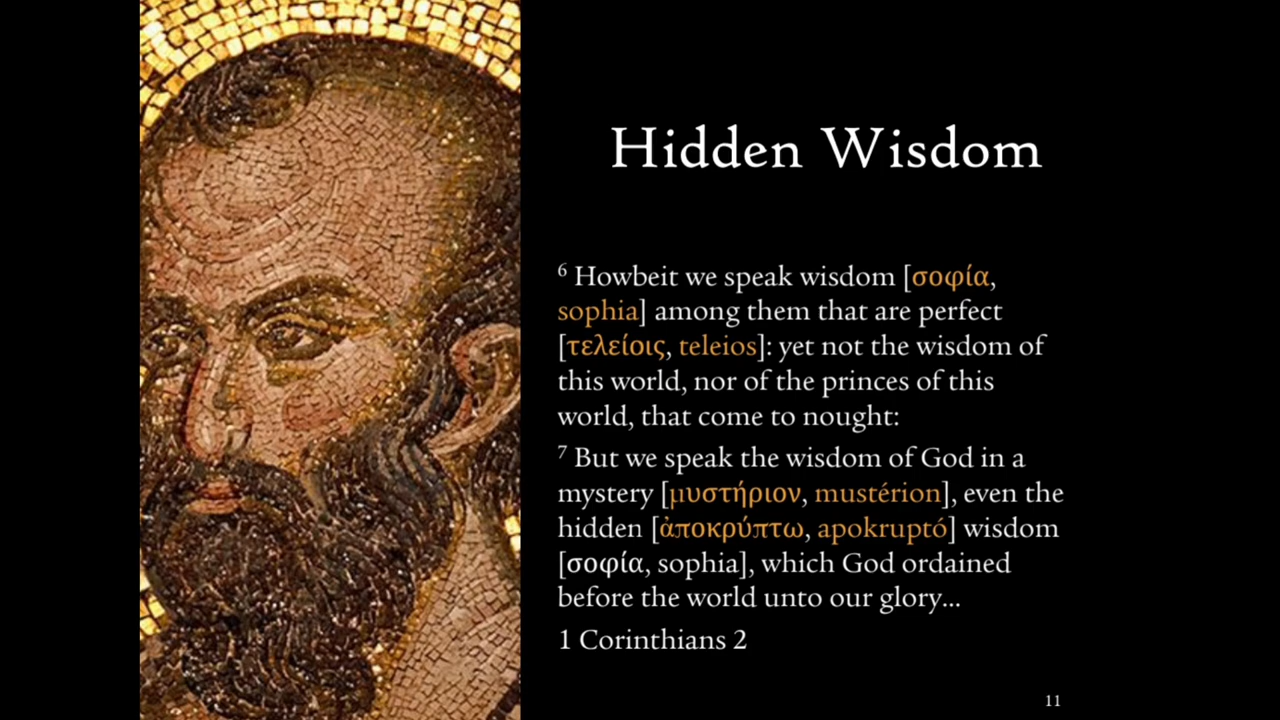 Hidden Wisdom
⁶ Howbeit we speak wisdom [σοφία,
sophia] among them that are perfect
[τελείοις, teleios]: yet not the wisdom of
this world, nor of the princes of this
world, that come to nought:
⁷ But we speak the wisdom of God in a
mystery [μυστήριον, mustérion], even the
hidden [ἀποκρύπτω, apokruptó] wisdom
[σοφία, sophia], which God ordained
before the world unto our glory...
1 Corinthians 2
11